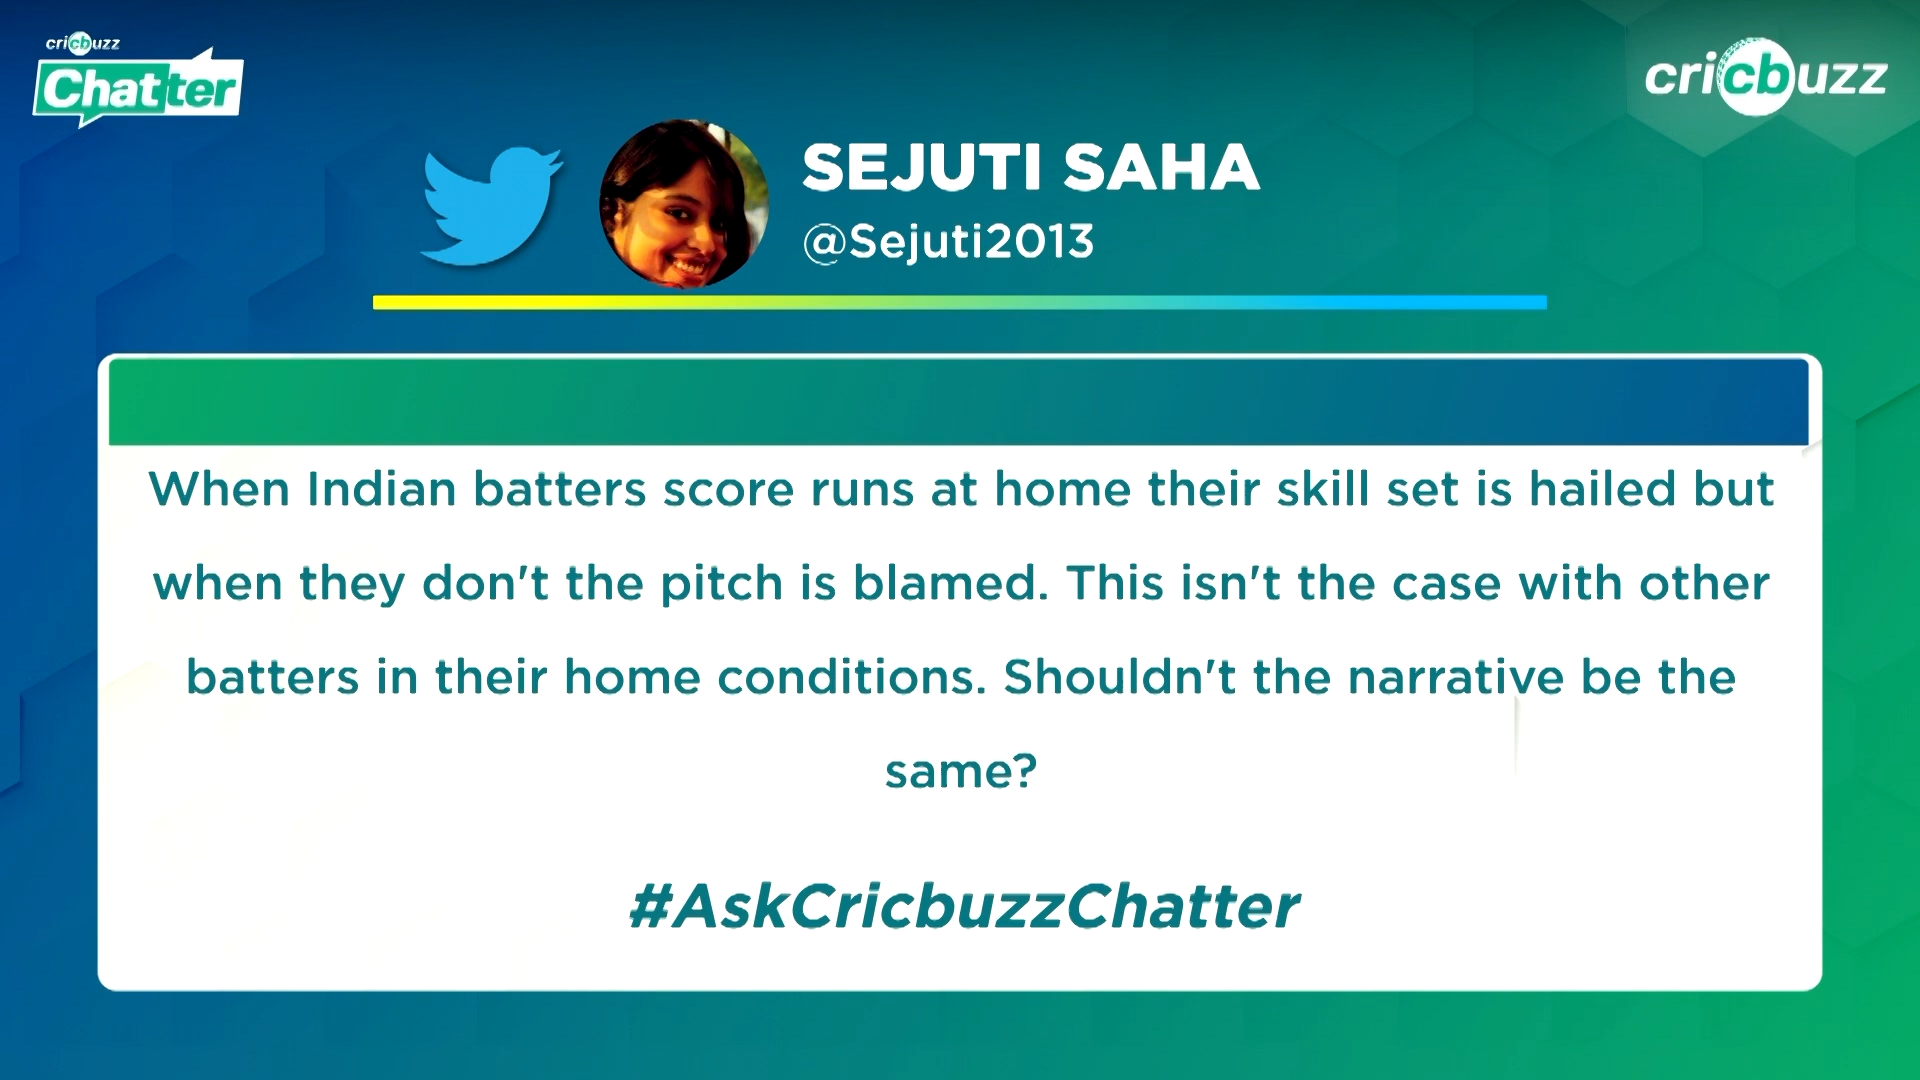 cricbuzz
Chatter
cricbuzz
SEJUTI SAHA
@Sejuti2013
When Indian batters score runs at home their skill set is hailed but
when they don't the pitch is blamed. This isn't the case with other
batters in their home conditions. Shouldn't the narrative be the
same?
#AskCricbuzzChatter